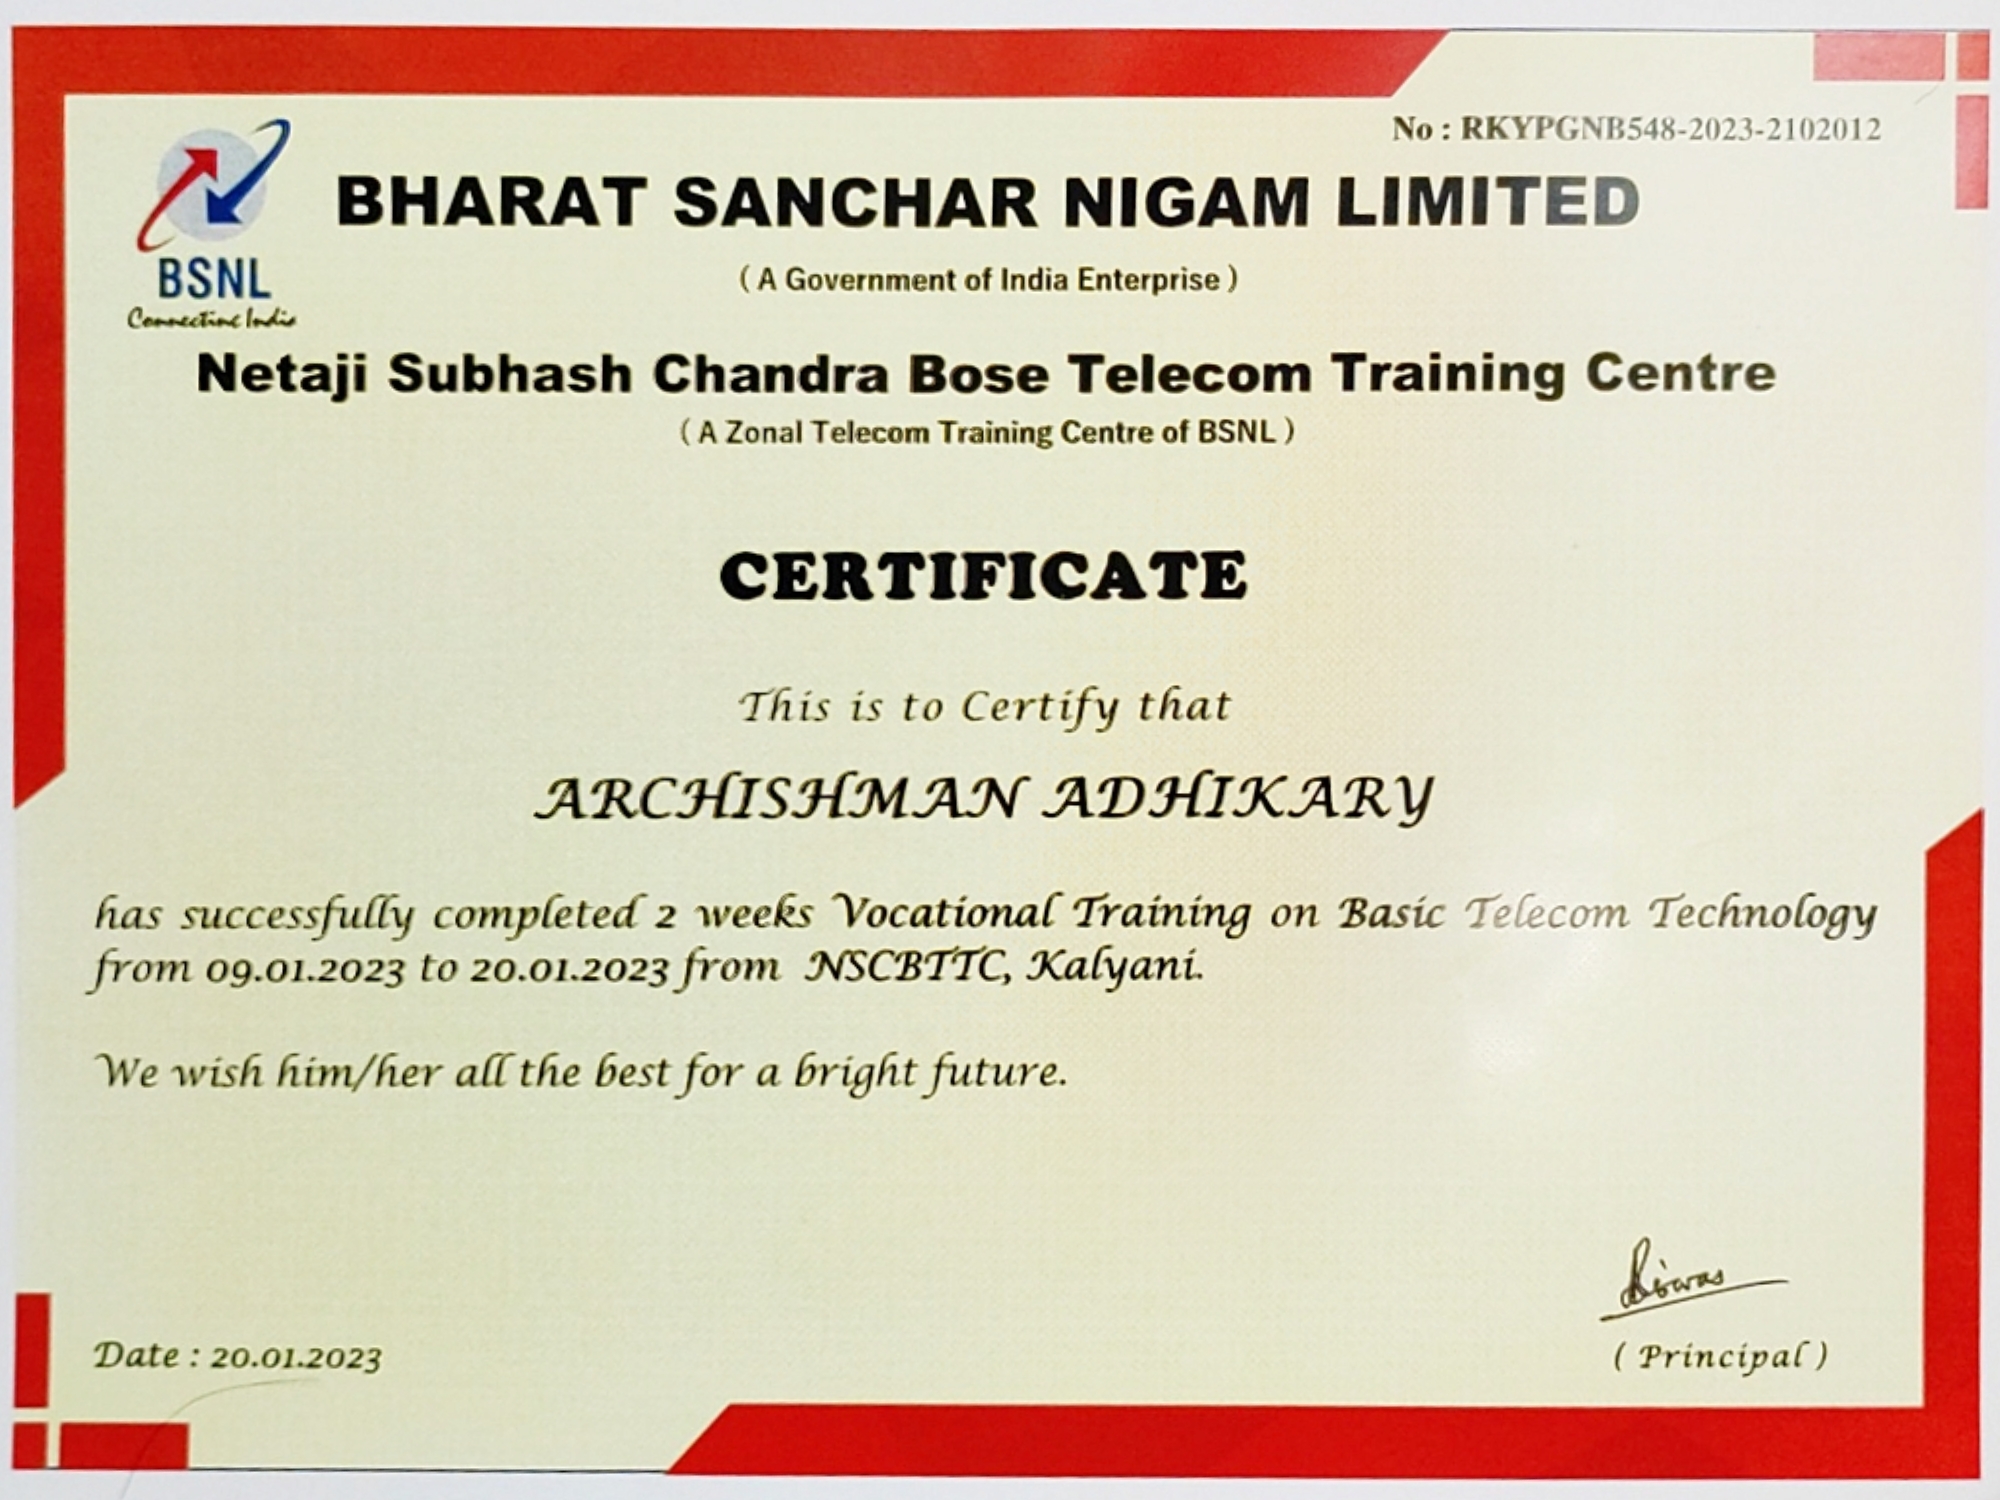 No : RKYPGNB548-2023-2102012
BHARAT SANCHAR NIGAM LIMITED
( A Government of India Enterprise )
BSNL
Connecting India
Netaji Subhash Chandra Bose Telecom Training Centre
( A Zonal Telecom Training Centre of BSNL )
CERTIFICATE
This is to Certify that
ARCHISHMAN ADHIKARY
has successfully completed 2 weeks Vocational Training on Basic Telecom Technology
from 09.01.2023 to 20.01.2023 from NSCBTTC, Kalyani.
We wish him/her all the best for a bright future.
Biswas
Date : 20.01.2023
( Principal )